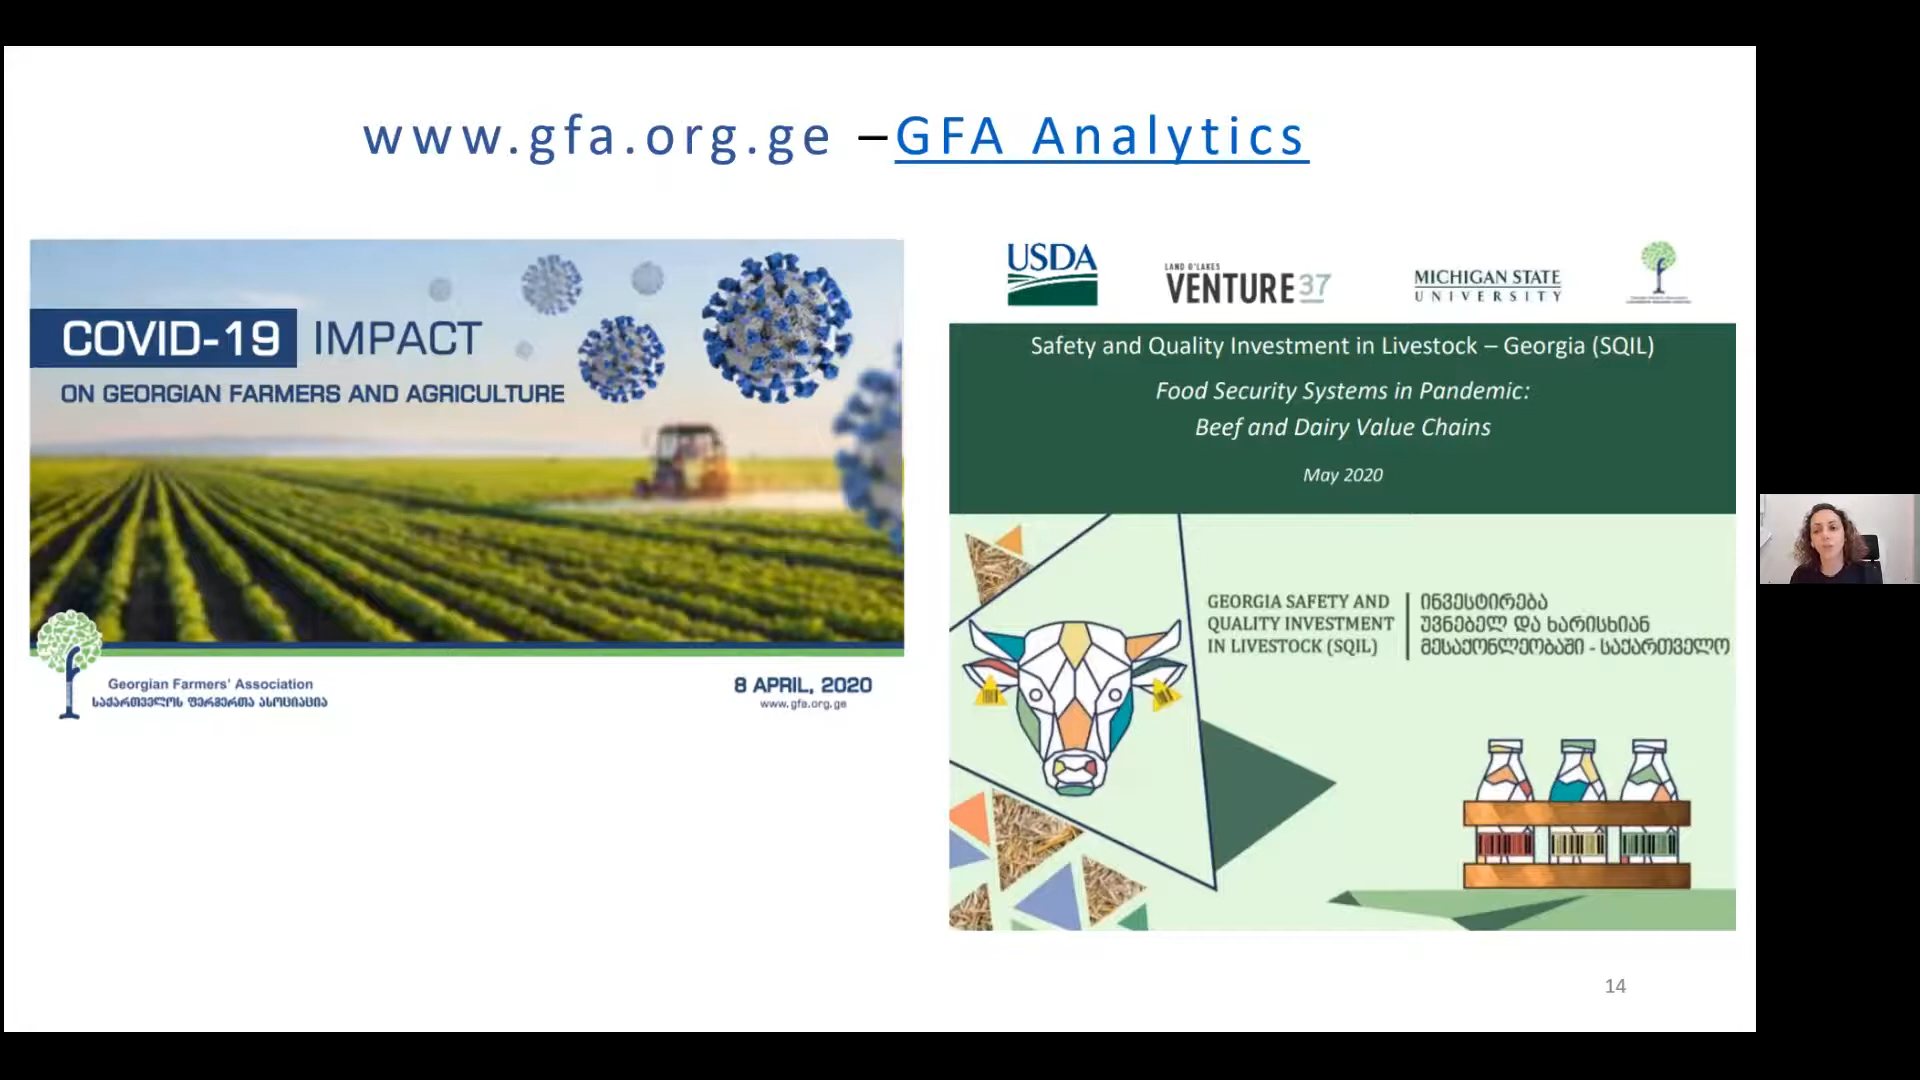 www.gfa.org.ge –GFA Analytics
COVID-19 IMPACT
ON GEORGIAN FARMERS AND AGRICULTURE
Georgian Farmers' Association
საქართველოს ფერმერთა ასოციაცია
8 APRIL, 2020
www.gfa.org.ge
USDA
LAND O'LAKES
VENTURE37
MICHIGAN STATE
UNIVERSITY
Safety and Quality Investment in Livestock – Georgia (SQIL)
Food Security Systems in Pandemic:
Beef and Dairy Value Chains
May 2020
GEORGIA SAFETY AND
QUALITY INVESTMENT
IN LIVESTOCK (SQIL)
ინვესტირება
უვნებელ და ხარისხიან
მესაქონლეობაში - საქართველო
14